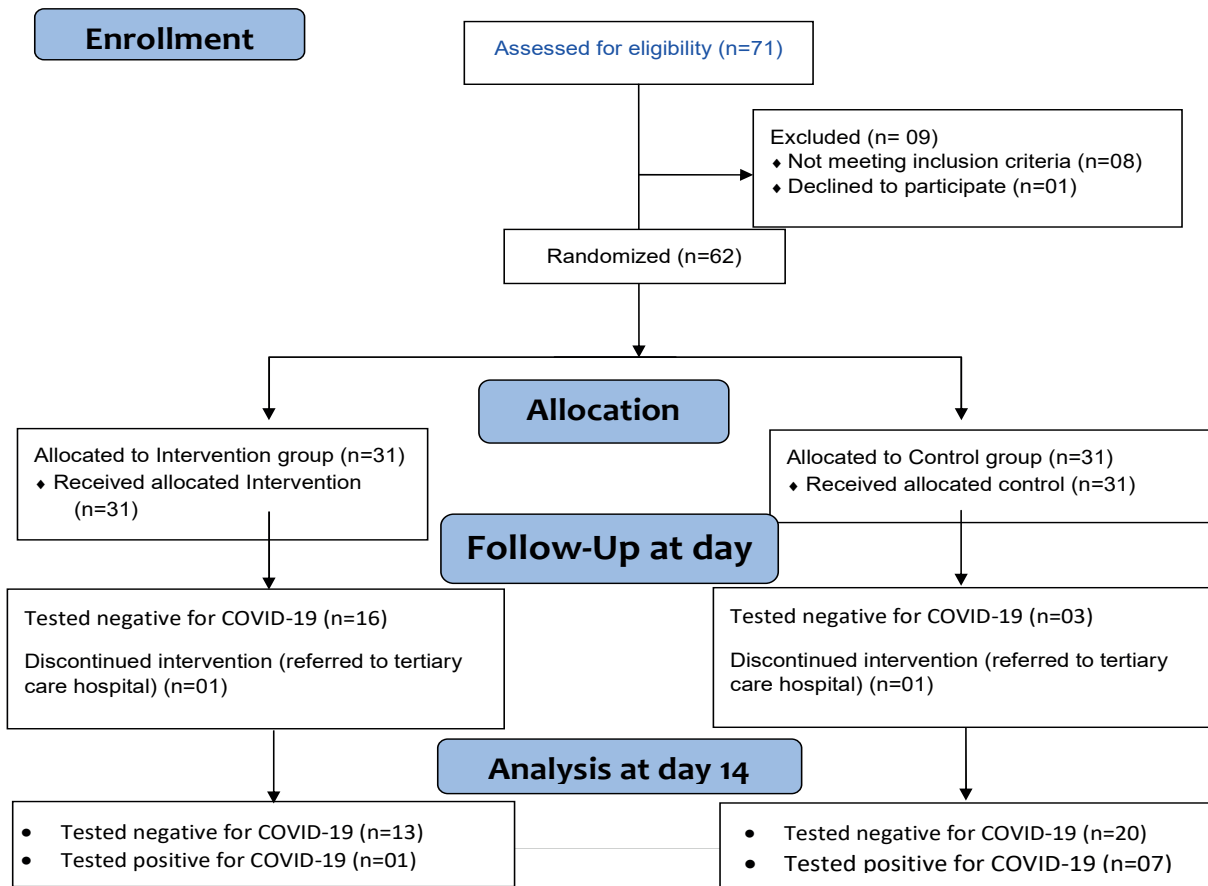 Enrollment
Assessed for eligibility (n=71)
Excluded (n= 09)
♦ Not meeting inclusion criteria (n=08)
♦ Declined to participate (n=01)
Randomized (n=62)
Allocation
Allocated to Intervention group (n=31)
♦ Received allocated Intervention
(n=31)
Allocated to Control group (n=31)
♦ Received allocated control (n=31)
Follow-Up at day
Tested negative for COVID-19 (n=16)
Discontinued intervention (referred to tertiary
care hospital) (n=01)
Tested negative for COVID-19 (n=03)
Discontinued intervention (referred to tertiary
care hospital) (n=01)
Analysis at day 14
• Tested negative for COVID-19 (n=13)
• Tested positive for COVID-19 (n=01)
• Tested negative for COVID-19 (n=20)
• Tested positive for COVID-19 (n=07)